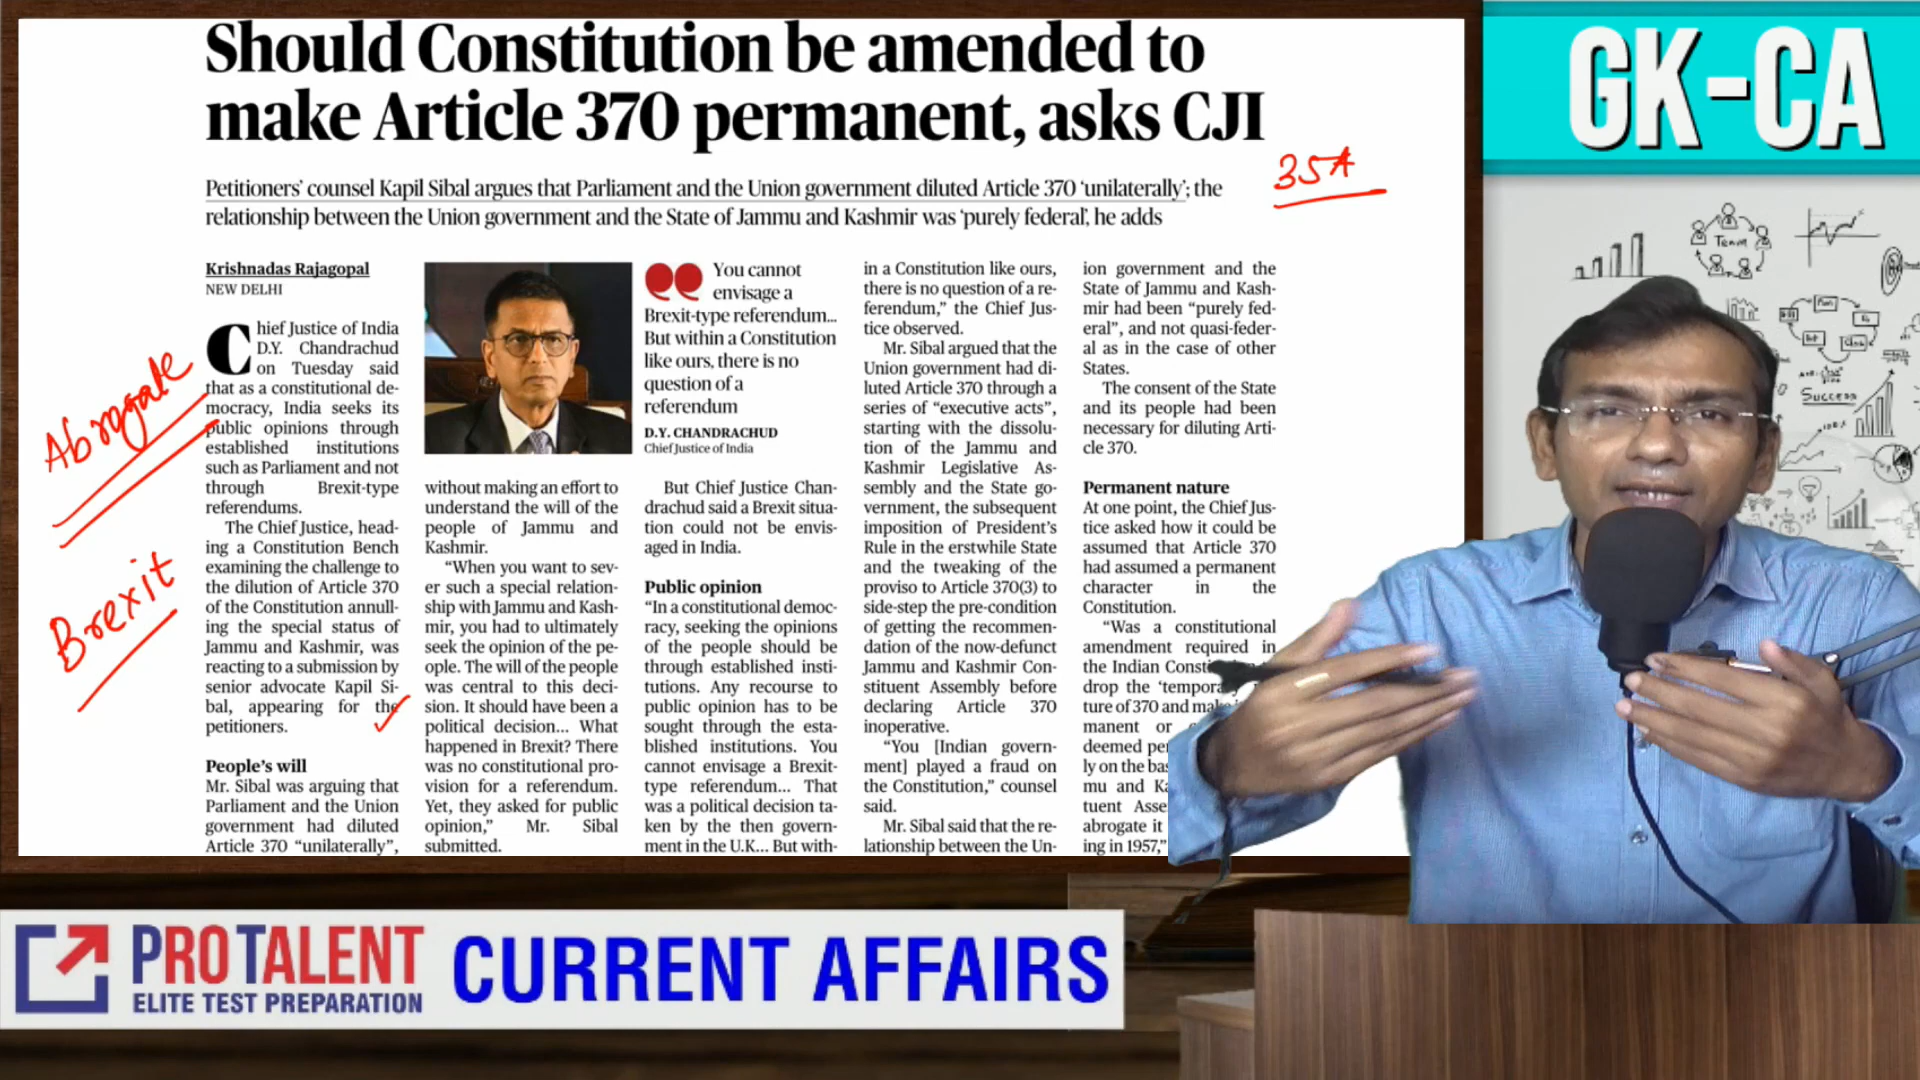 Should Constitution be amended to
make Article 370 permanent, asks CJI
35A
Petitioners' counsel Kapil Sibal argues that Parliament and the Union government diluted Article 370 'unilaterally'; the
relationship between the Union government and the State of Jammu and Kashmir was 'purely federal', he adds
Krishnadas Rajagopal
NEW DELHI
Chief Justice of India
D.Y. Chandrachud
on Tuesday said
that as a constitutional de-
mocracy, India seeks its
public opinions through
established institutions
such as Parliament and not
through Brexit-type
referendums.
The Chief Justice, head-
ing a Constitution Bench
examining the challenge to
the dilution of Article 370
of the Constitution annull-
ing the special status of
Jammu and Kashmir, was
reacting to a submission by
senior advocate Kapil Si-
bal, appearing for the
petitioners.
People's will
Mr. Sibal was arguing that
Parliament and the Union
government had diluted
Article 370 "unilaterally",
Abrogate
Brexit
without making an effort to
understand the will of the
people of Jammu and
Kashmir.
"When you want to sev-
er such a special relation-
ship with Jammu and Kash-
mir, you had to ultimately
seek the opinion of the pe-
ople. The will of the people
was central to this deci-
sion. It should have been a
political decision... What
happened in Brexit? There
was no constitutional pro-
vision for a referendum.
Yet, they asked for public
opinion," Mr. Sibal
submitted.
You cannot
envisage a
Brexit-type referendum...
But within a Constitution
like ours, there is no
question of a
referendum
D.Y. CHANDRACHUD
Chief Justice of India
But Chief Justice Chan-
drachud said a Brexit situa-
tion could not be envis-
aged in India.
Public opinion
"In a constitutional democ-
racy, seeking the opinions
of the people should be
through established insti-
tutions. Any recourse to
public opinion has to be
sought through the esta-
blished institutions. You
cannot envisage a Brexit-
type referendum... That
was a political decision ta-
ken by the then govern-
ment in the U.K... But with-
in a Constitution like ours,
there is no question of a re-
ferendum," the Chief Jus-
tice observed.
Mr. Sibal argued that the
Union government had di-
luted Article 370 through a
series of "executive acts",
starting with the dissolu-
tion of the Jammu and
Kashmir Legislative As-
sembly and the State go-
vernment, the subsequent
imposition of President's
Rule in the erstwhile State
and the tweaking of the
proviso to Article 370(3) to
side-step the pre-condition
of getting the recommen-
dation of the now-defunct
Jammu and Kashmir Con-
stituent Assembly before
declaring Article 370
inoperative.
"You [Indian govern-
ment] played a fraud on
the Constitution," counsel
said.
Mr. Sibal said that the re-
lationship between the Un-
ion government and the
State of Jammu and Kash-
mir had been "purely fed-
eral", and not quasi-feder-
al as in the case of other
States.
The consent of the State
and its people had been
necessary for diluting Arti-
cle 370.
Permanent nature
At one point, the Chief Jus-
tice asked how it could be
assumed that Article 370
had assumed a permanent
character in the
Constitution.
"Was a constitutional
amendment required in
the Indian
drop the
ture of 370 and
manent or
deemed
ly on the
mu and
tuent
abrogate it
ing in 1957,"
GK-CA
Team
SUCCESS
PROTALENT
ELITE TEST PREPARATION
CURRENT AFFAIRS